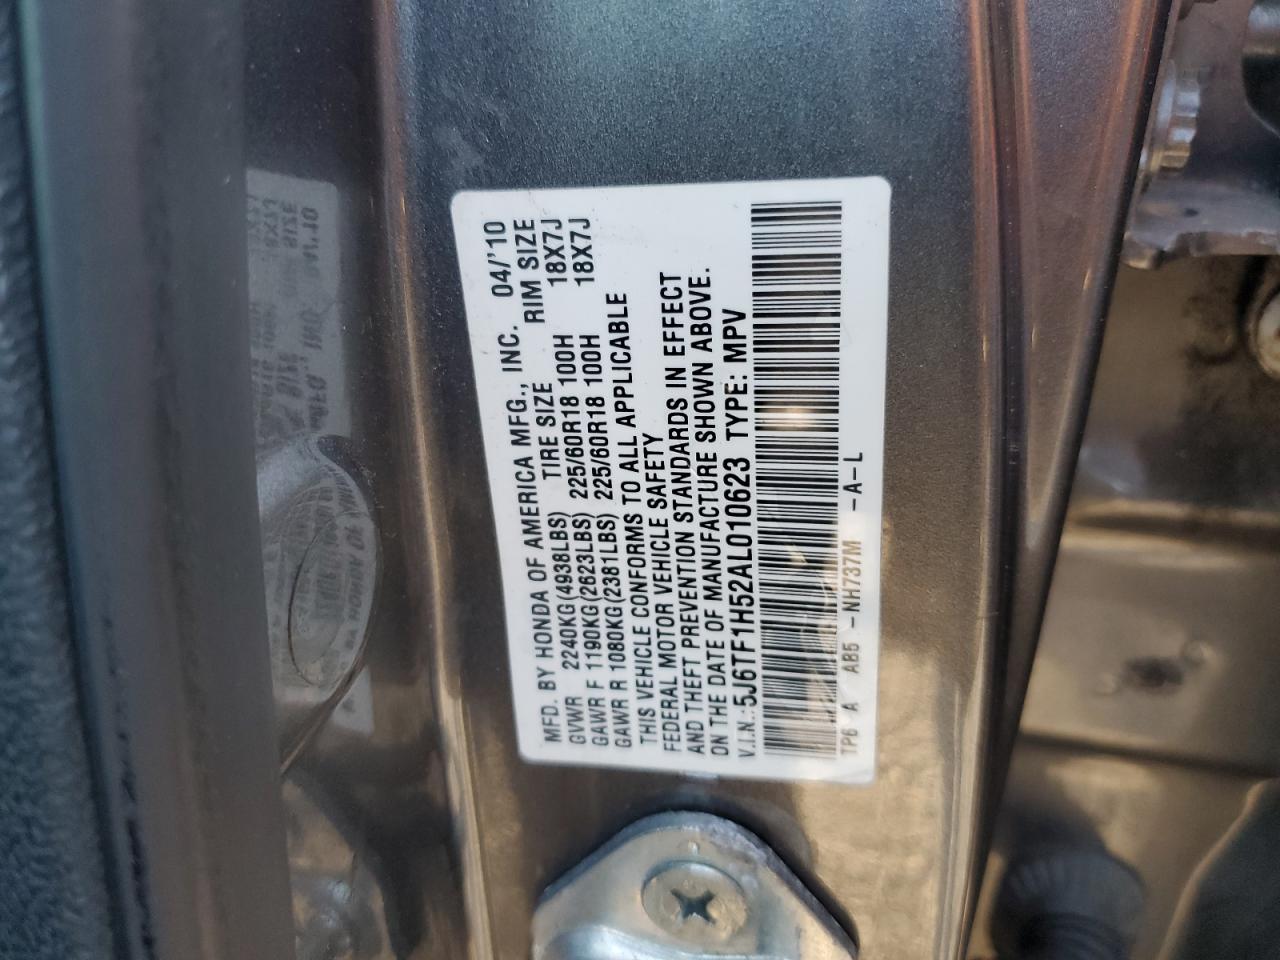 MFD. BY HONDA OF AMERICA MFG., INC. 04/'10
GVWR 2240KG(4938LBS) TIRE SIZE RIM SIZE
GAWR F 1190KG(2623LBS) 225/60R18 100H 18X7J
GAWR R 1080KG(2381LBS) 225/60R18 100H 18X7J
THIS VEHICLE CONFORMS TO ALL APPLICABLE
FEDERAL MOTOR VEHICLE SAFETY
AND THEFT PREVENTION STANDARDS IN EFFECT
ON THE DATE OF MANUFACTURE SHOWN ABOVE.
V.I.N.:5J6TF1H52AL010623 TYPE: MPV
TP6 A AB5 -NH737M -A-L